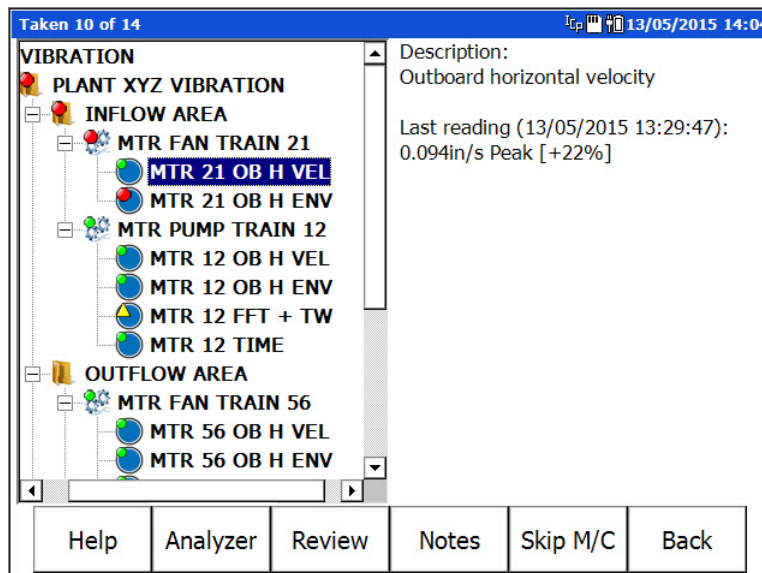 Taken 10 of 14
13/05/2015 14:04
VIBRATION
PLANT XYZ VIBRATION
INFLOW AREA
MTR FAN TRAIN 21
MTR 21 OB H VEL
MTR 21 OB H ENV
MTR PUMP TRAIN 12
MTR 12 OB H VEL
MTR 12 OB H ENV
MTR 12 FFT + TW
MTR 12 TIME
OUTFLOW AREA
MTR FAN TRAIN 56
MTR 56 OB H VEL
MTR 56 OB H ENV
Description:
Outboard horizontal velocity
Last reading (13/05/2015 13:29:47):
0.094in/s Peak [+22%]
Help
Analyzer
Review
Notes
Skip M/C
Back